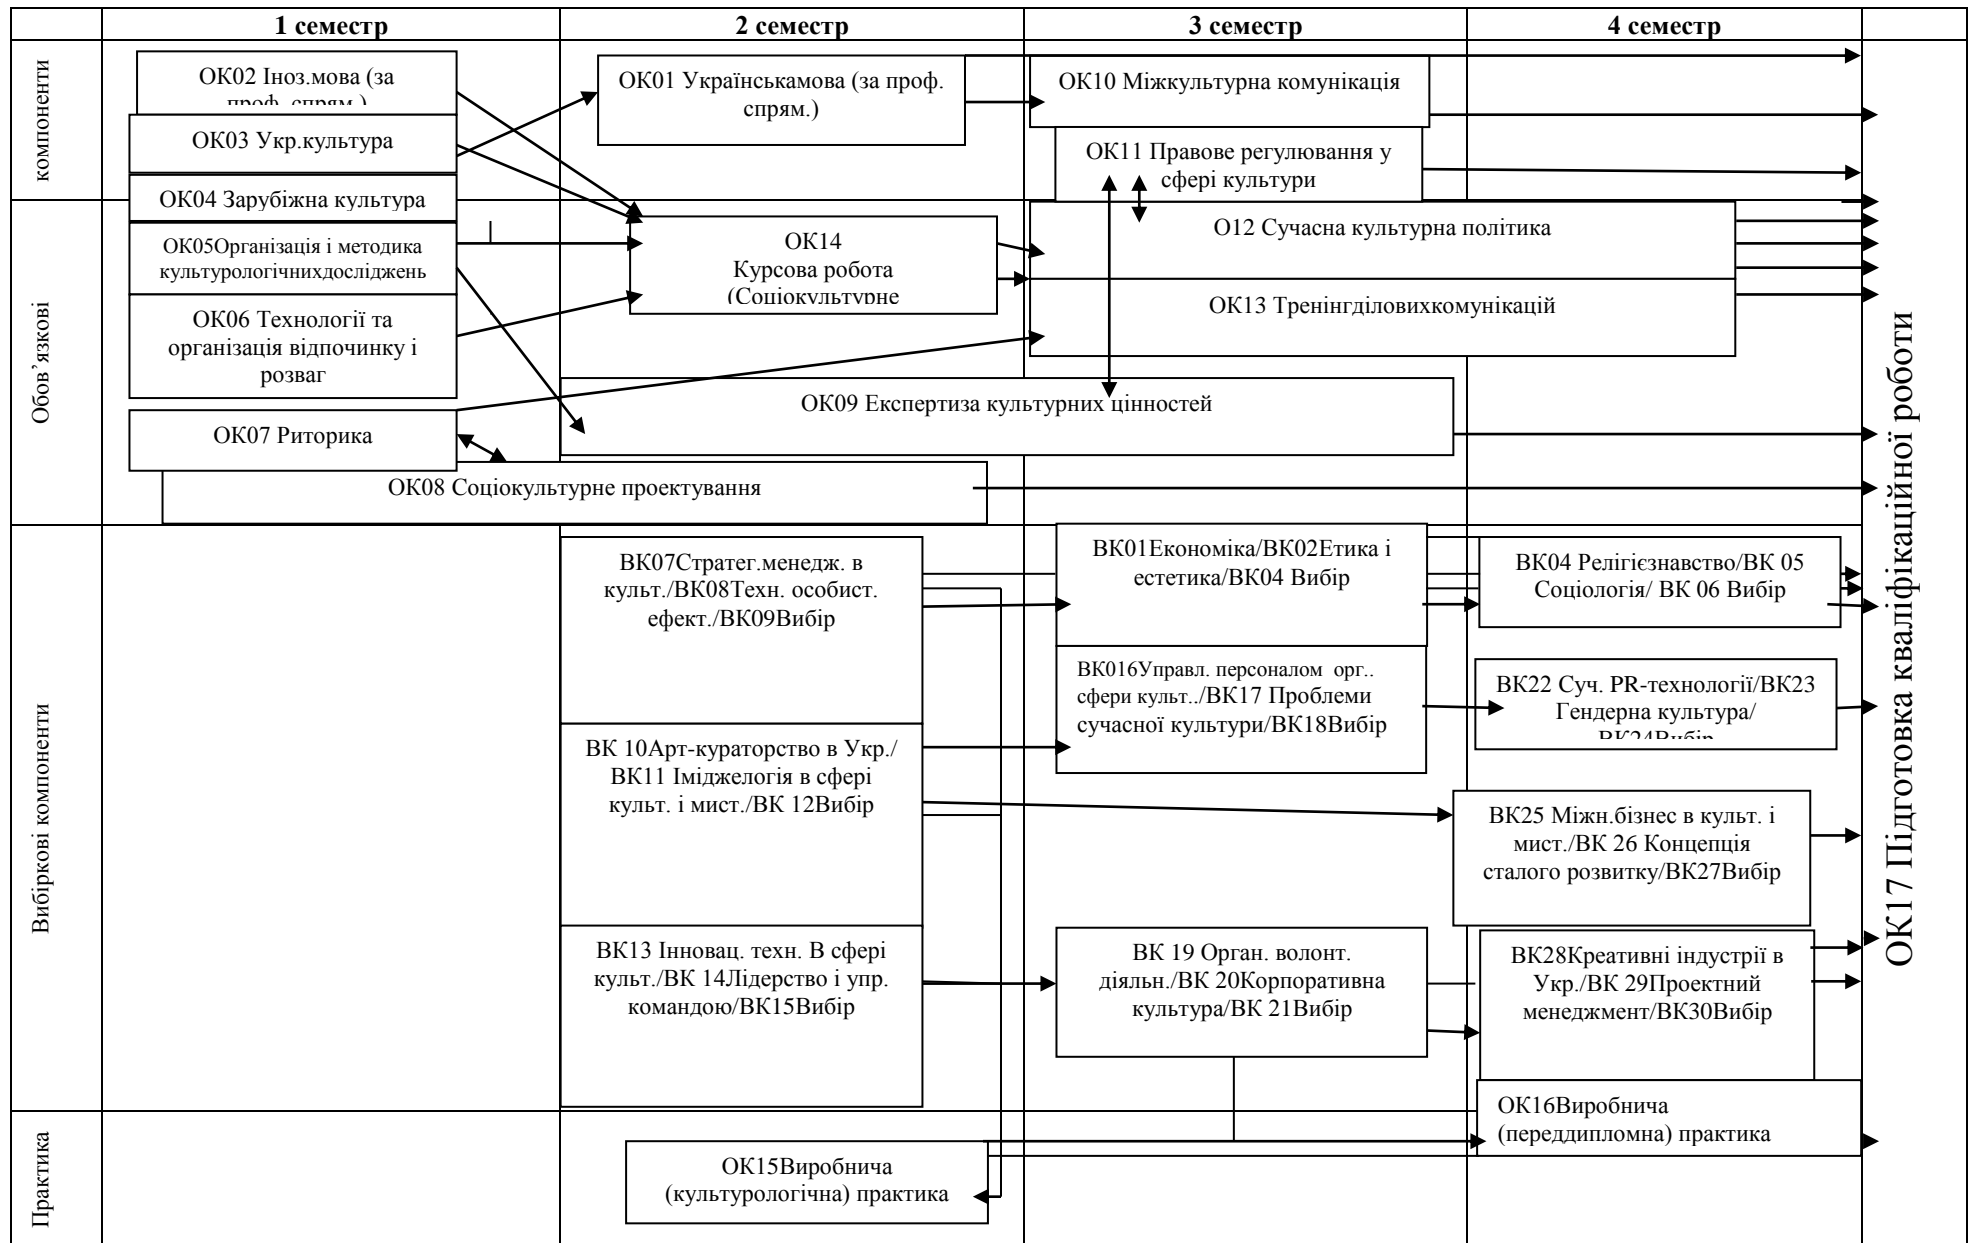 1 семестр
2 семестр
3 семестр
4 семестр
компоненти
Обов’язкові
ОК02 Іноз.мова (за
проф. спрям.)
ОК03 Укр.культура
ОК04 Зарубіжна культура
ОК05Організація і методика
культурологічнихдосліджень
ОК06 Технології та
організація відпочинку і
розваг
ОК07 Риторика
ОК08 Соціокультурне проектування
ОК01 Українськамова (за проф.
спрям.)
ОК14
Курсова робота
(Соціокультурне
ОК09 Експертиза культурних цінностей
ОК10 Міжкультурна комунікація
ОК11 Правове регулювання у
сфері культури
О12 Сучасна культурна політика
ОК13 Тренінгділовихкомунікацій
Вибіркові компоненти
ВК07Стратег.менедж. в
культ./ВК08Техн. особист.
ефект./ВК09Вибір
ВК 10Арт-кураторство в Укр./
ВК11 Іміджелогія в сфері
культ. і мист./ВК 12Вибір
ВК13 Інновац. техн. В сфері
культ./ВК 14Лідерство і упр.
командою/ВК15Вибір
ВК01Економіка/ВК02Етика і
естетика/ВК04 Вибір
ВК016Управл. персоналом орг..
сфери культ../ВК17 Проблеми
сучасної культури/ВК18Вибір
ВК 19 Орган. волонт.
діяльн./ВК 20Корпоративна
культура/ВК 21Вибір
ВК04 Релігієзнавство/ВК 05
Соціологія/ ВК 06 Вибір
ВК22 Суч. PR-технології/ВК23
Гендерна культура/
ВК24Вибір
ВК25 Міжн.бізнес в культ. і
мист./ВК 26 Концепція
сталого розвитку/ВК27Вибір
ВК28Креативні індустрії в
Укр./ВК 29Проектний
менеджмент/ВК30Вибір
Практика
ОК15Виробнича
(культурологічна) практика
ОК16Виробнича
(переддипломна) практика
ОК17 Підготовка кваліфікаційної роботи